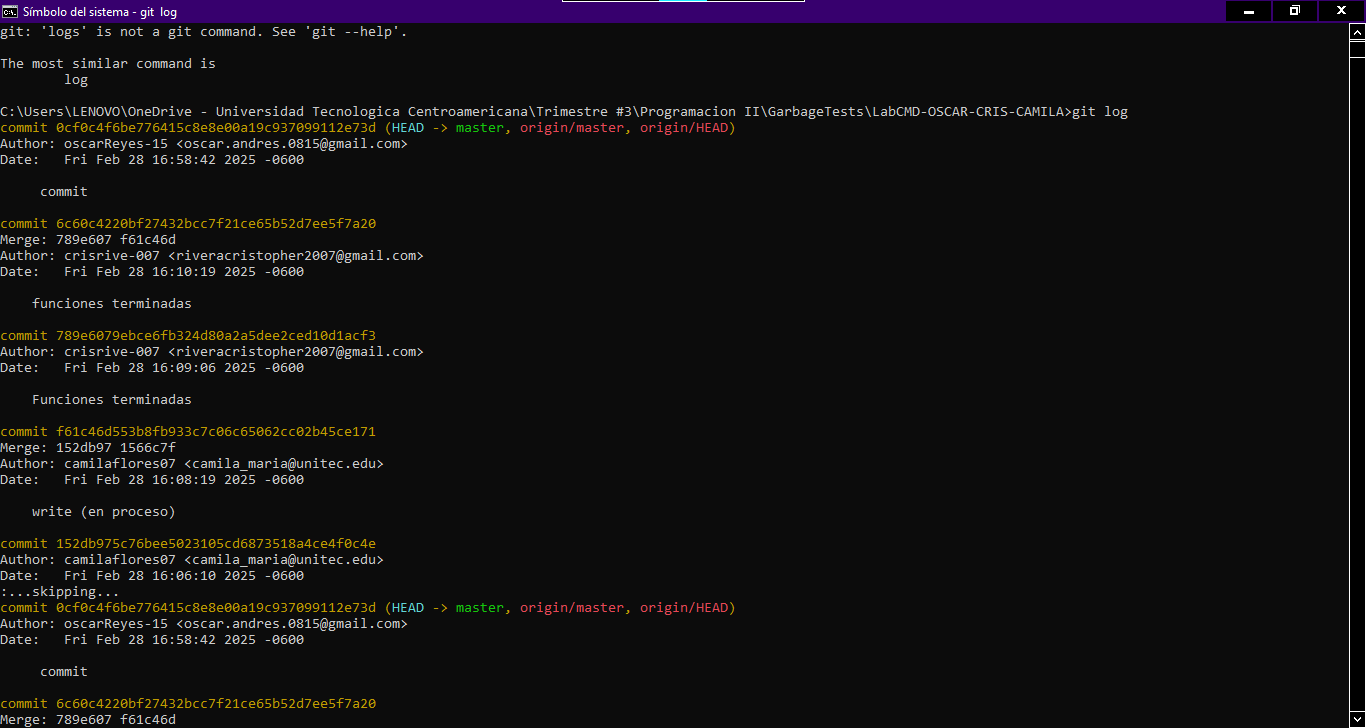 Símbolo del sistema - git log
git: 'logs' is not a git command. See 'git --help'.
The most similar command is
log
C:\Users\LENOVO\OneDrive - Universidad Tecnologica Centroamericana\Trimestre #3\Programacion II\GarbageTests\LabCMD-OSCAR-CRIS-CAMILA>git log
commit 0cf0c4f6be776415c8e8e00a19c937099112e73d (HEAD -> master, origin/master, origin/HEAD)
Author: oscarReyes-15 <oscar.andres.0815@gmail.com>
Date:   Fri Feb 28 16:58:42 2025 -0600
commit
commit 6c60c4220bf27432bcc7f21ce65b52d7ee5f7a20
Merge: 789e607 f61c46d
Author: crisrive-007 <riveracristopher2007@gmail.com>
Date:   Fri Feb 28 16:10:19 2025 -0600
funciones terminadas
commit 789e6079ebce6fb324d80a2a5dee2ced10d1acf3
Author: crisrive-007 <riveracristopher2007@gmail.com>
Date:   Fri Feb 28 16:09:06 2025 -0600
Funciones terminadas
commit f61c46d553b8fb933c7c06c65062cc02b45ce171
Merge: 152db97 1566c7f
Author: camilaflores07 <camila_maria@unitec.edu>
Date:   Fri Feb 28 16:08:19 2025 -0600
write (en proceso)
commit 152db975c76bee5023105cd6873518a4ce4f0c4e
Author: camilaflores07 <camila_maria@unitec.edu>
Date:   Fri Feb 28 16:06:10 2025 -0600
:...skipping...
commit 0cf0c4f6be776415c8e8e00a19c937099112e73d (HEAD -> master, origin/master, origin/HEAD)
Author: oscarReyes-15 <oscar.andres.0815@gmail.com>
Date:   Fri Feb 28 16:58:42 2025 -0600
commit
commit 6c60c4220bf27432bcc7f21ce65b52d7ee5f7a20
Merge: 789e607 f61c46d